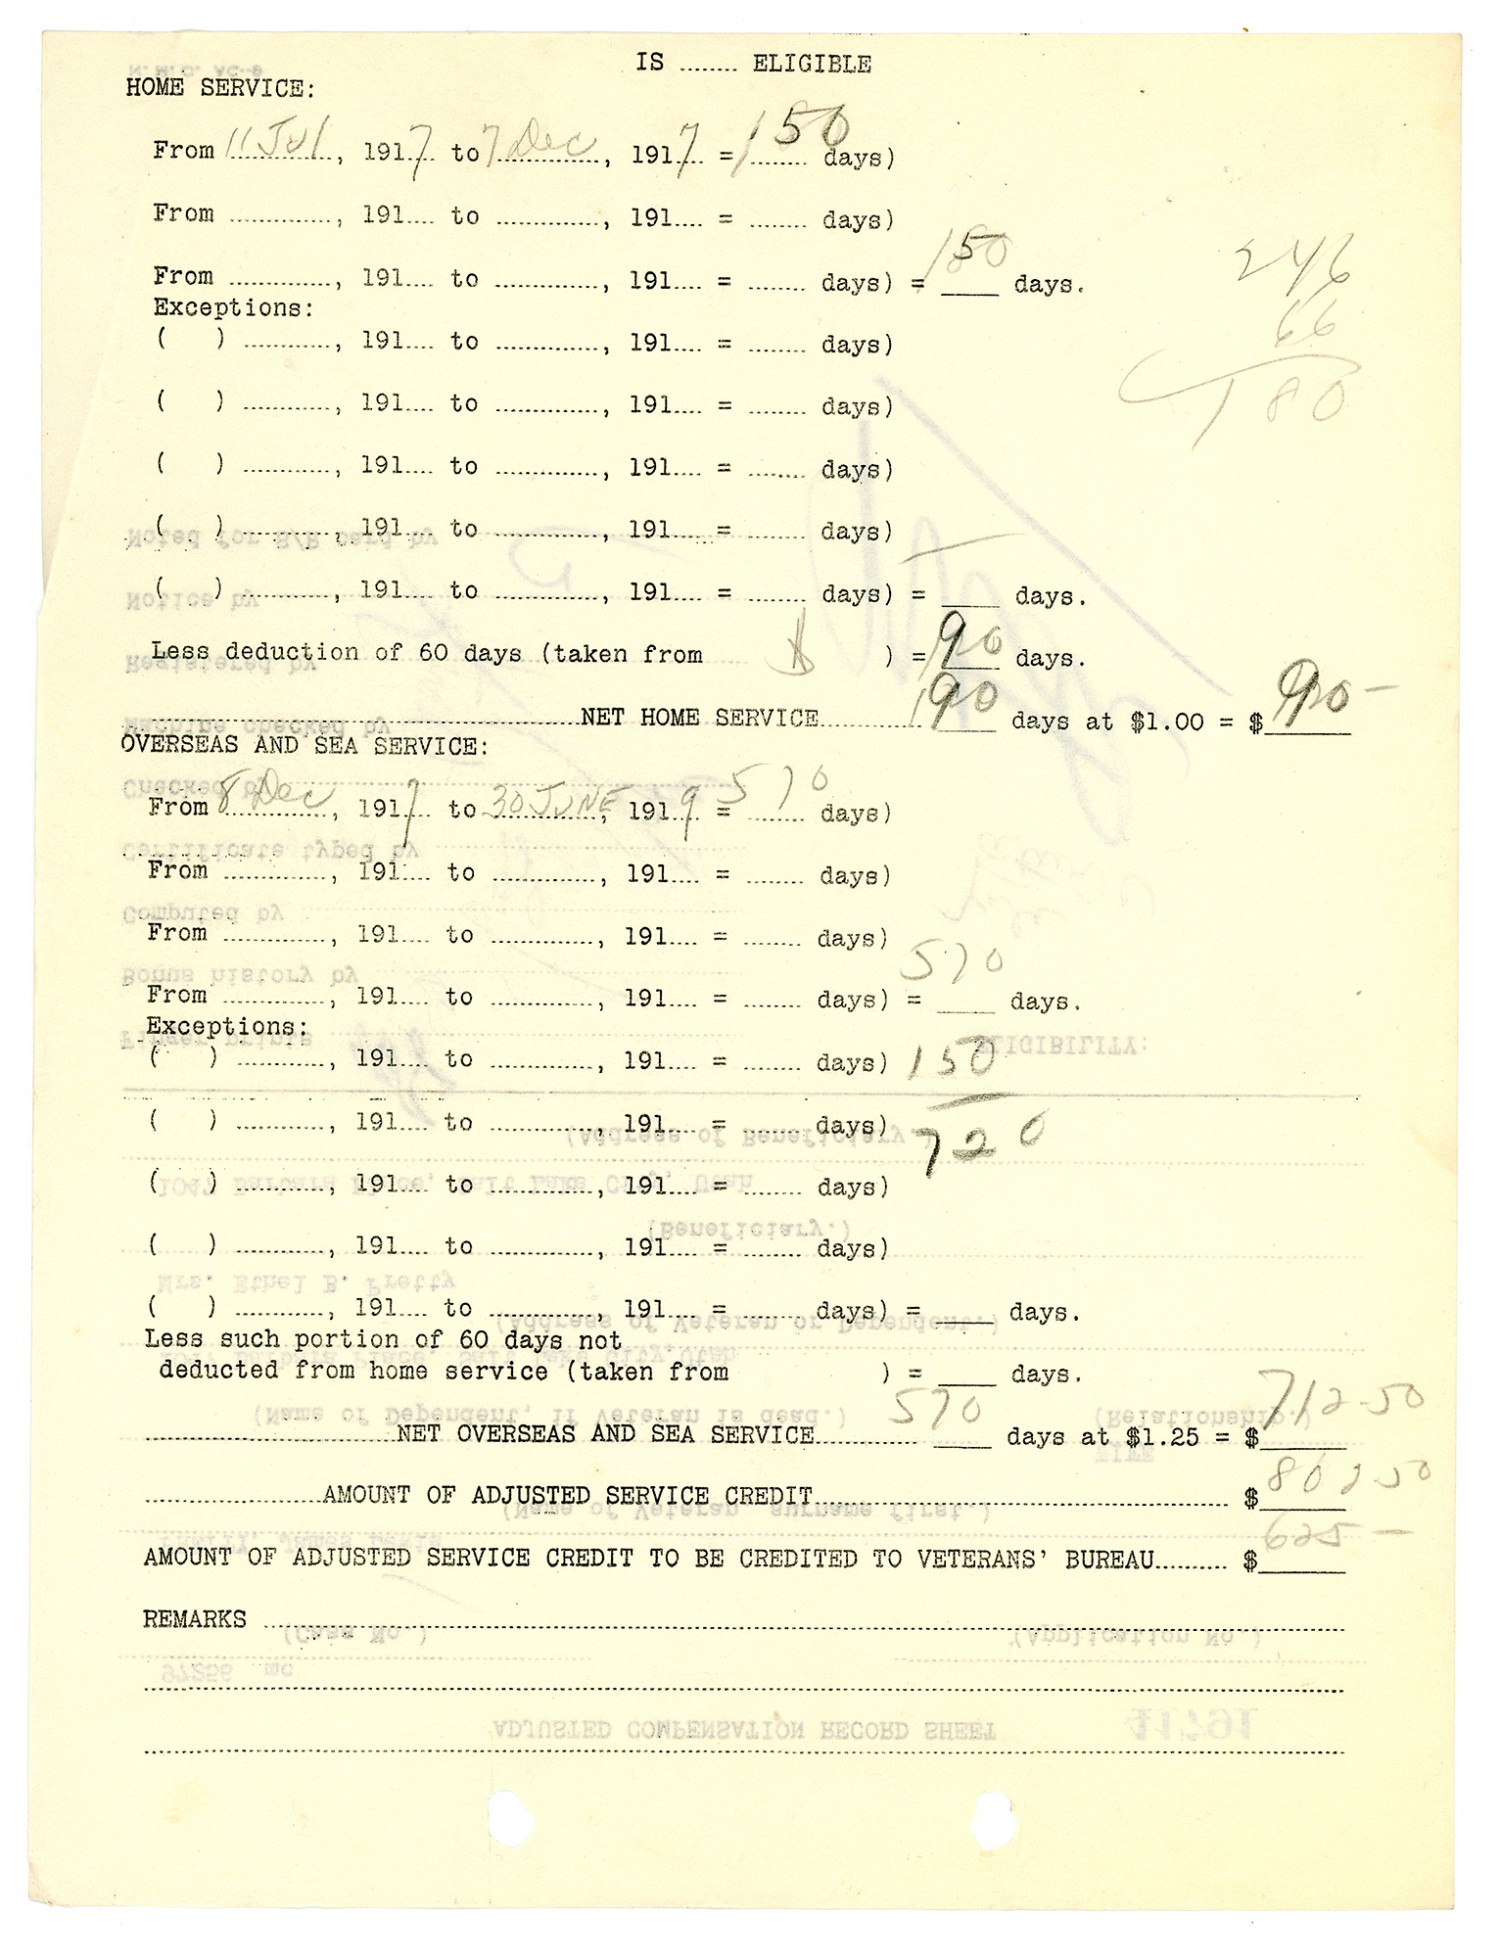 IS ........ ELIGIBLE
HOME SERVICE:
From 11 Jul, 1917 to 7 Dec, 1917 = 150 days)
From ............., 191.... to ............., 191.... = ........ days)
From ............., 191.... to ............., 191.... = ........ days) = 150 days.
246
66
180
Exceptions:
( ) ..........., 191.... to ............., 191.... = ........ days)
( ) ..........., 191.... to ............., 191.... = ........ days)
( ) ..........., 191.... to ............., 191.... = ........ days)
( ) ..........., 191.... to ............., 191.... = ........ days)
( ) ..........., 191.... to ............., 191.... = ........ days) = ____ days.
Less deduction of 60 days (taken from ) = 90 days.
NET HOME SERVICE 90 days at $1.00 = $ 90 –
OVERSEAS AND SEA SERVICE:
From 8 Dec, 1917 to 30 JUNE, 1919 = 570 days)
From ............., 191.... to ............., 191.... = ........ days)
From ............., 191.... to ............., 191.... = ........ days)
From ............., 191.... to ............., 191.... = ........ days) = 570 days.
Exceptions:
( ) ..........., 191.... to ............., 191.... = ........ days) 150
( ) ..........., 191.... to ............., 191.... = ........ days) 720
( ) ..........., 191.... to ............., 191.... = ........ days)
( ) ..........., 191.... to ............., 191.... = ........ days)
( ) ..........., 191.... to ............., 191.... = ........ days) = ____ days.
Less such portion of 60 days not
deducted from home service (taken from ) = ____ days.
NET OVERSEAS AND SEA SERVICE 570 days at $1.25 = $ 712.50
AMOUNT OF ADJUSTED SERVICE CREDIT $ 802.50
AMOUNT OF ADJUSTED SERVICE CREDIT TO BE CREDITED TO VETERANS' BUREAU $ 625 –
REMARKS